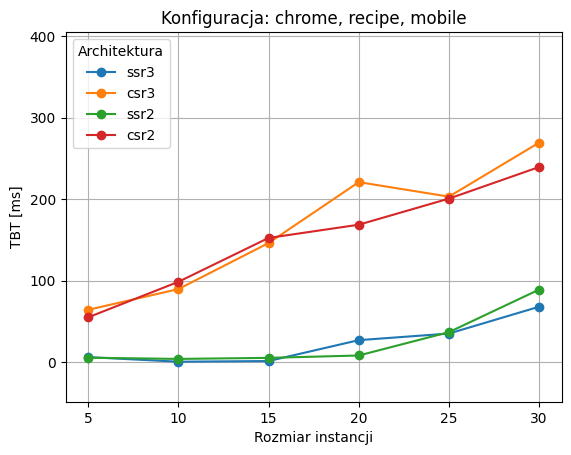 Konfiguracja: chrome, recipe, mobile
Architektura
ssr3
csr3
ssr2
csr2
400
300
200
100
0
TBT [ms]
5 10 15 20 25 30
Rozmiar instancji